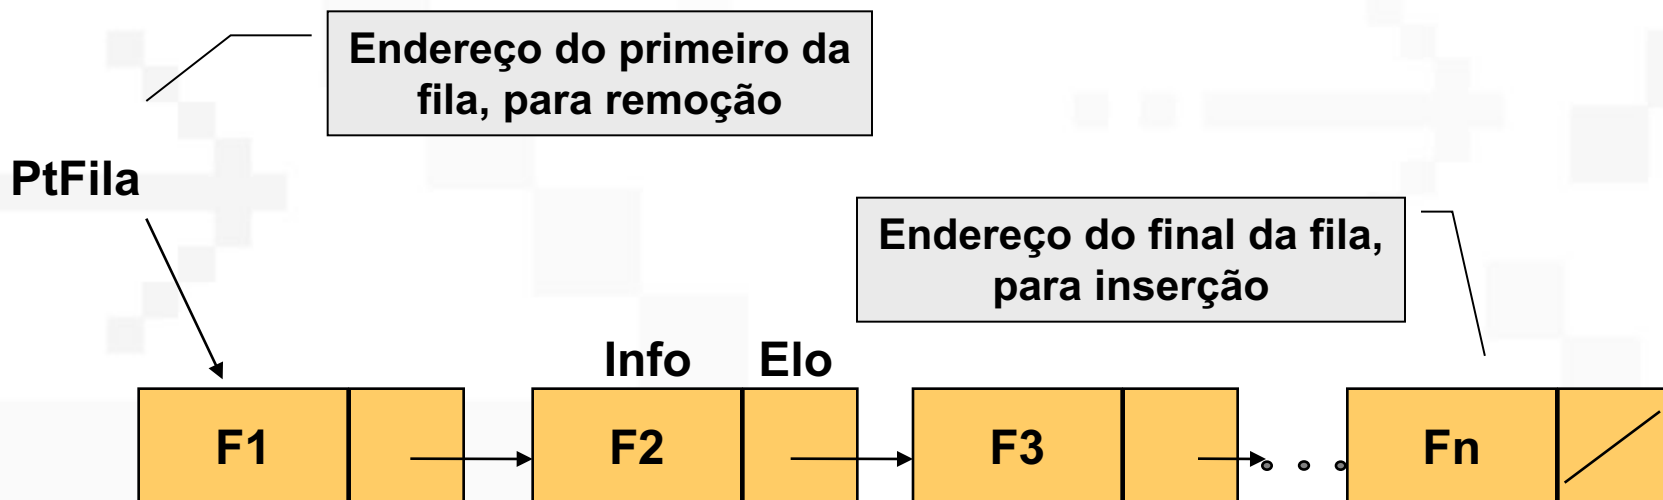 Endereço do primeiro da
fila, para remoção
PtFila
Endereço do final da fila,
para inserção
Info Elo
F1 F2 F3 . . . Fn